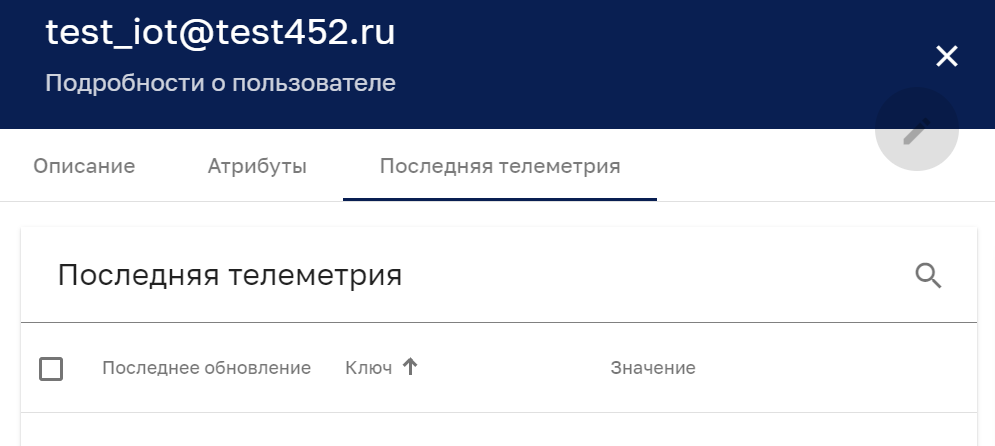 test_iot@test452.ru
Подробности о пользователе
Описание Атрибуты Последняя телеметрия
Последняя телеметрия
Последнее обновление Ключ Значение